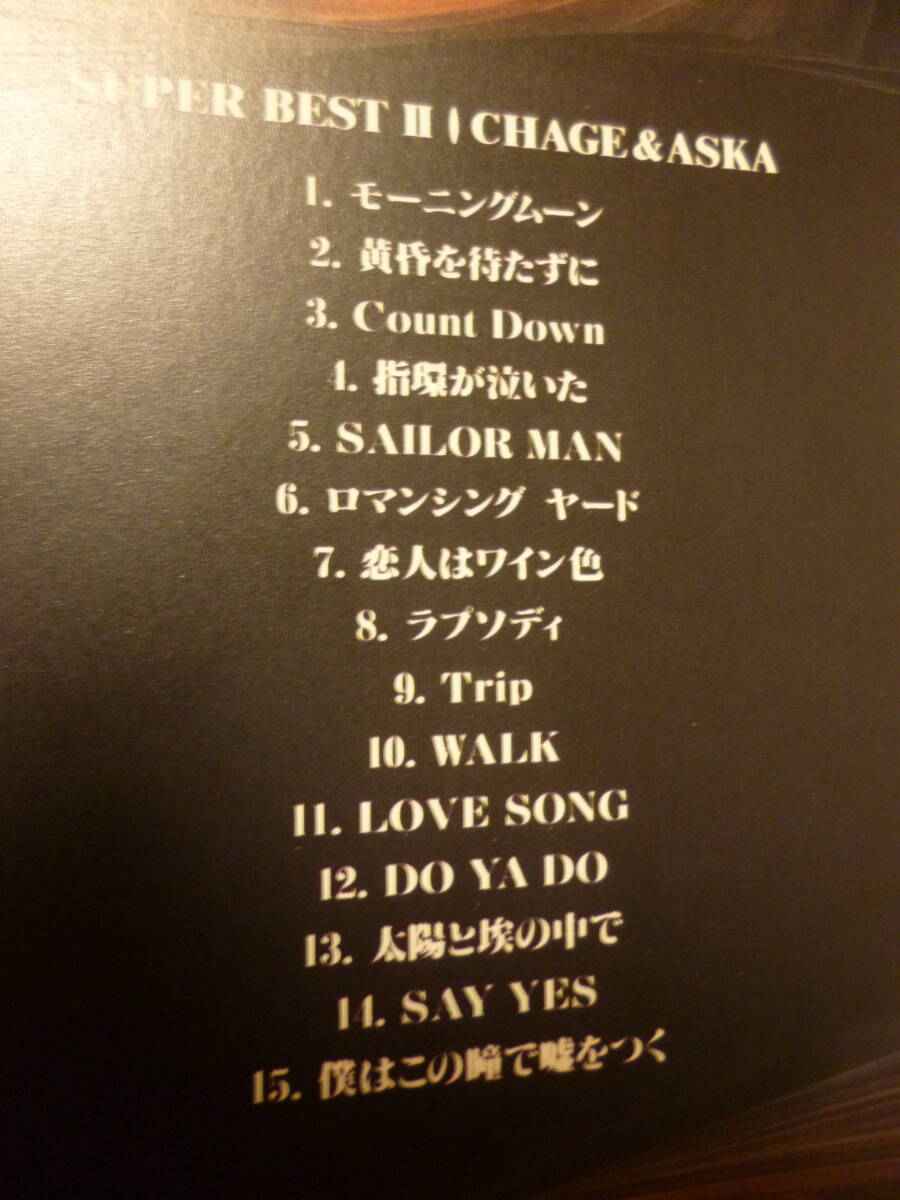 SUPER BEST II | CHAGE & ASKA
1. モーニングムーン
2. 黄昏を待たずに
3. Count Down
4. 指環が泣いた
5. SAILOR MAN
6. ロマンシング ヤード
7. 恋人はワイン色
8. ラプソディ
9. Trip
10. WALK
11. LOVE SONG
12. DO YA DO
13. 太陽と埃の中で
14. SAY YES
15. 僕はこの瞳で嘘をつく